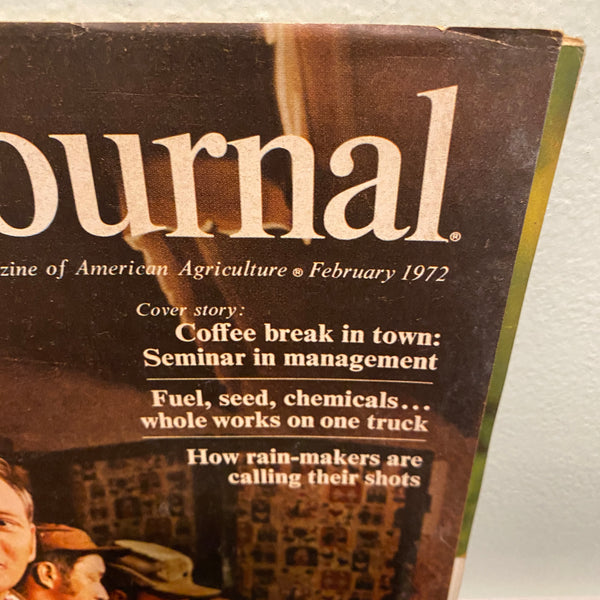 ournal®
zine of American Agriculture ® February 1972
Cover story:
Coffee break in town:
Seminar in management
Fuel, seed, chemicals...
whole works on one truck
How rain-makers are
calling their shots